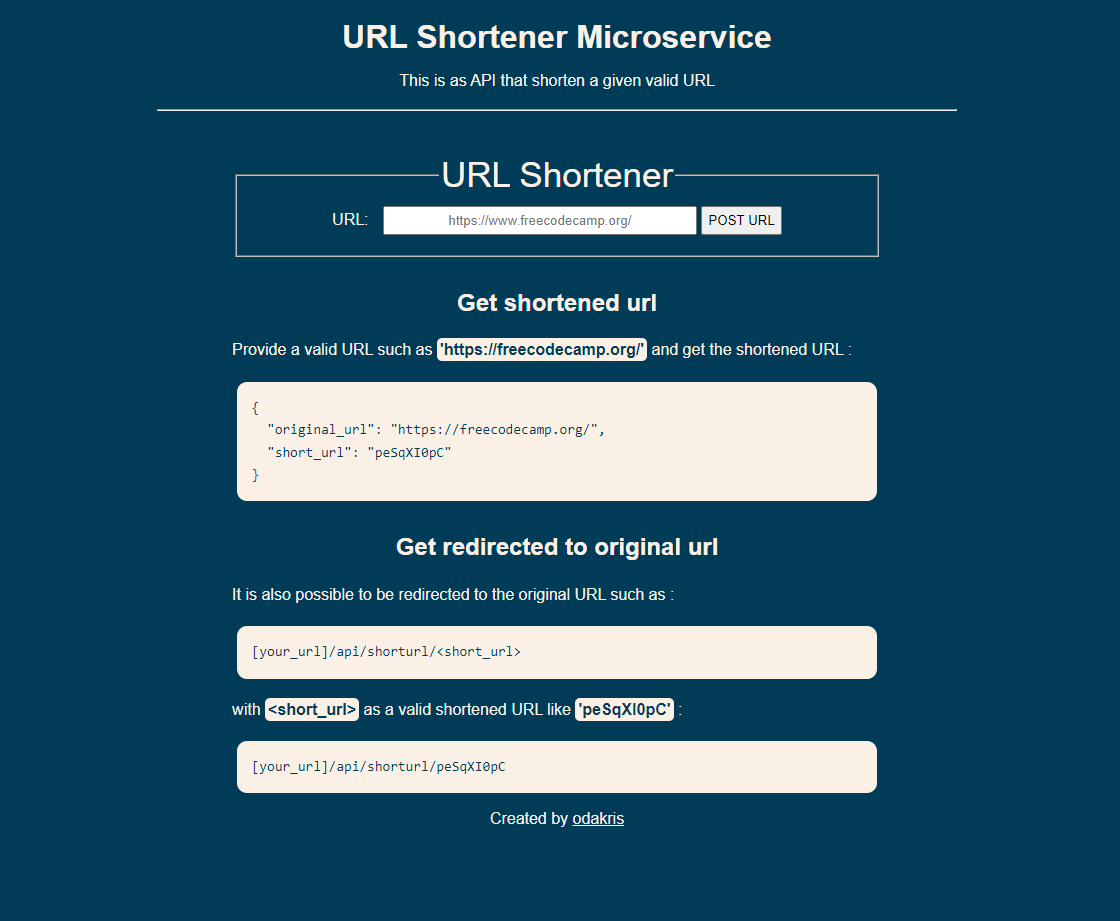 URL Shortener Microservice
This is as API that shorten a given valid URL
URL Shortener
URL: https://www.freecodecamp.org/ POST URL
Get shortened url
Provide a valid URL such as 'https://freecodecamp.org/' and get the shortened URL :
{
"original_url": "https://freecodecamp.org/",
"short_url": "peSqXI0pC"
}
Get redirected to original url
It is also possible to be redirected to the original URL such as :
[your_url]/api/shorturl/<short_url>
with <short_url> as a valid shortened URL like 'peSqXI0pC' :
[your_url]/api/shorturl/peSqXI0pC
Created by odakris